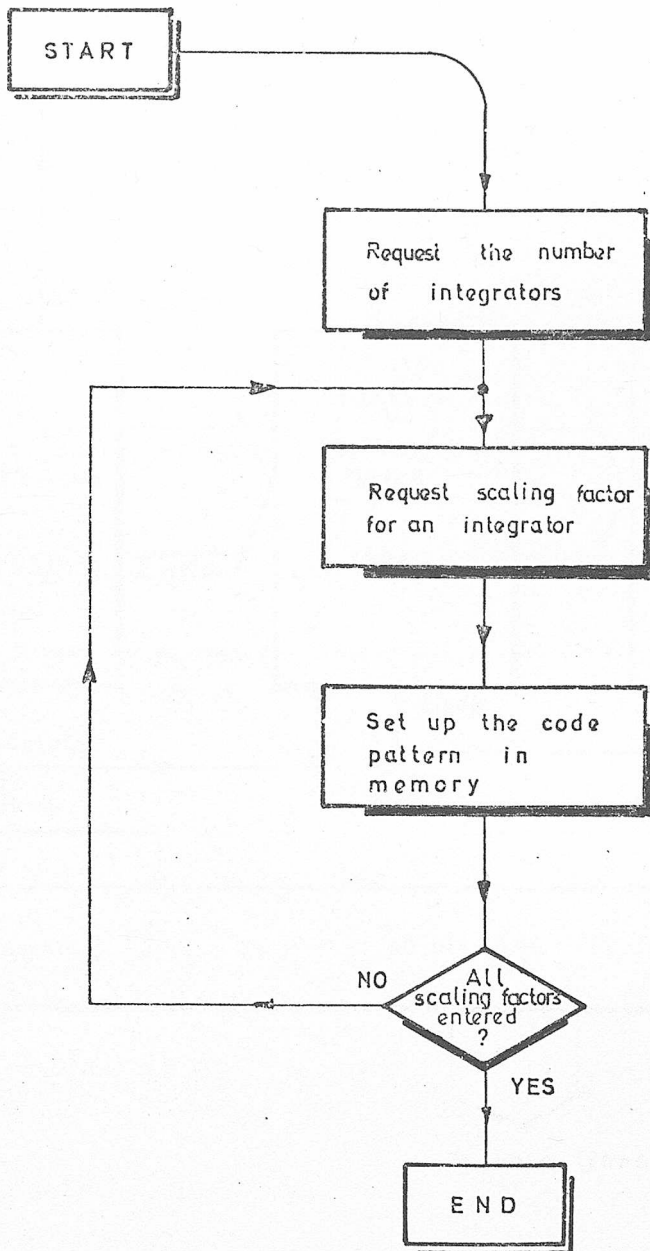 START
Request the number
of integrators
Request scaling factor
for an integrator
Set up the code
pattern in
memory
All
scaling factors
entered
?
NO
YES
END